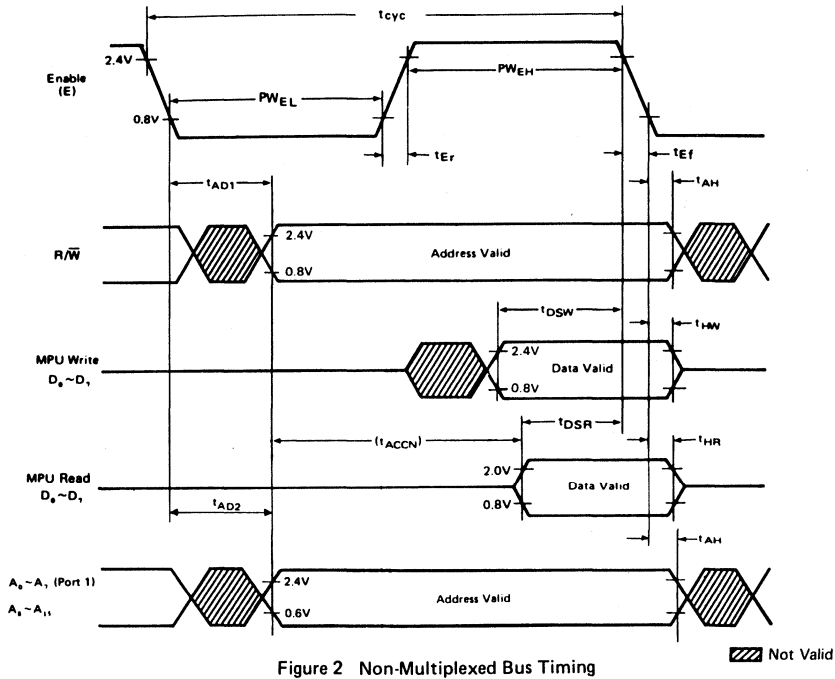 tcyc
2.4V
Enable
(E)
PWEL
PWEH
0.8V
tEr
tEf
tAD1
tAH
R/W̅
2.4V
Address Valid
0.8V
tDSW
tHW
MPU Write
D₀~D₇
2.4V
Data Valid
0.8V
tDSR
(tACCN)
tHR
MPU Read
D₀~D₇
2.0V
Data Valid
0.8V
tAD2
tAH
A₀~A₇ (Port 1)
2.4V
Address Valid
A₈~A₁₅
0.6V
Not Valid
Figure 2 Non-Multiplexed Bus Timing